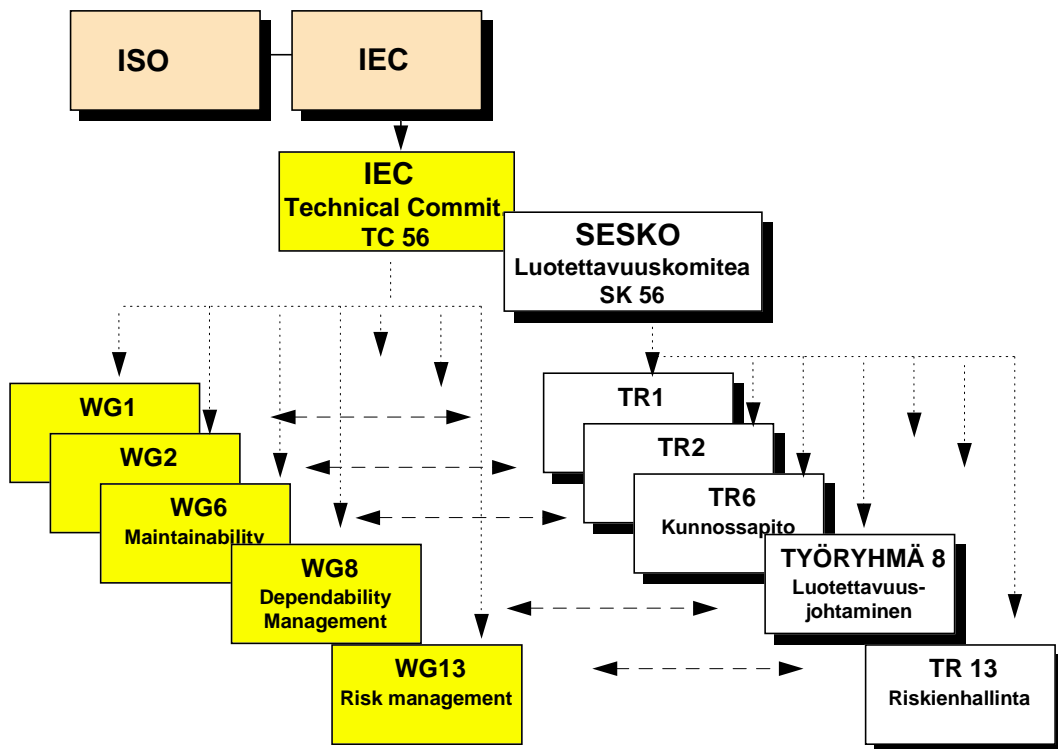 ISO
IEC
IEC
Technical Commit.
TC 56
SESKO
Luotettavuuskomitea
SK 56
WG1
WG2
WG6
Maintainability
WG8
Dependability
Management
WG13
Risk management
TR1
TR2
TR6
Kunnossapito
TYÖRYHMÄ 8
Luotettavuus-
johtaminen
TR 13
Riskienhallinta